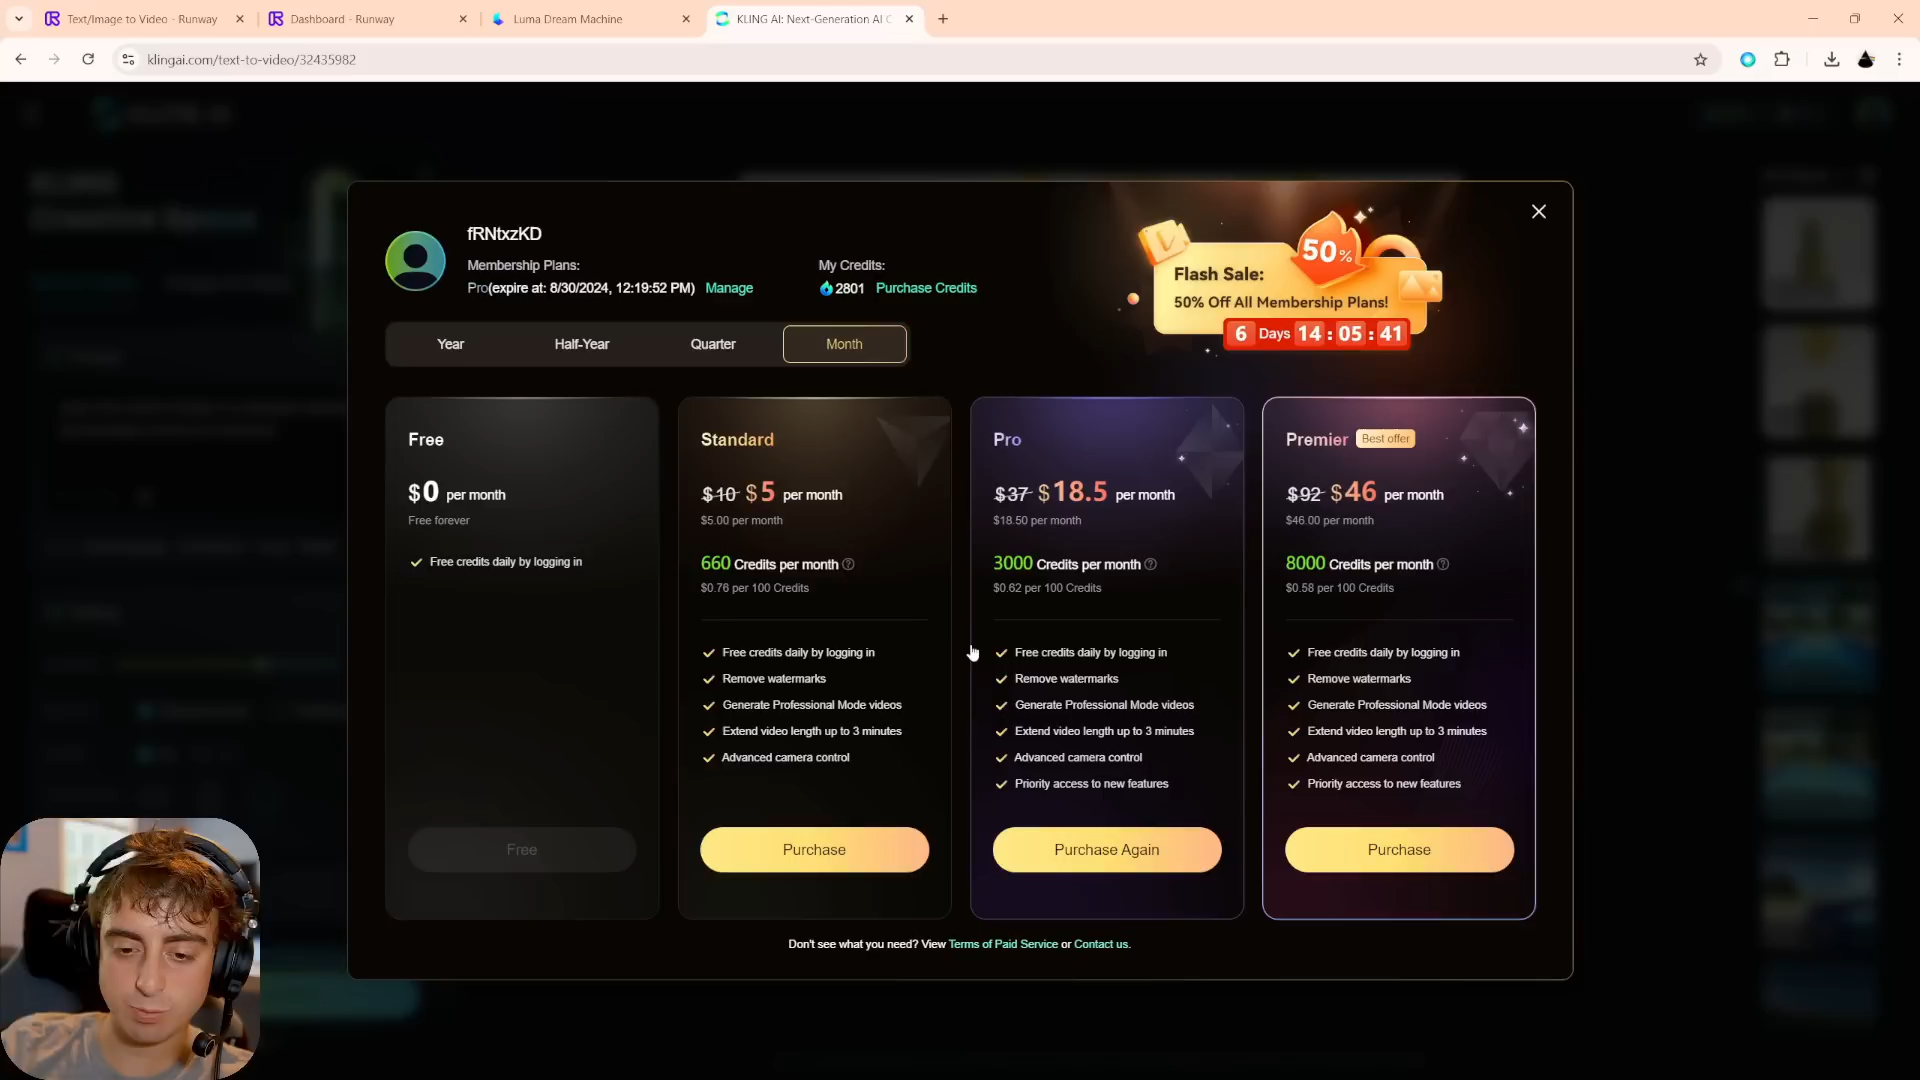 Text/Image to Video - Runway
Dashboard - Runway
Luma Dream Machine
KLING AI: Next-Generation AI C
klingai.com/text-to-video/32435982
fRNtxzKD
Membership Plans:
Pro(expire at: 8/30/2024, 12:19:52 PM) Manage
My Credits:
2801 Purchase Credits
50%
Flash Sale:
50% Off All Membership Plans!
6 Days 14 : 05 : 41
Year
Half-Year
Quarter
Month
Free
$0 per month
Free forever
Free credits daily by logging in
Free
Standard
$10 $5 per month
$5.00 per month
660 Credits per month
$0.76 per 100 Credits
Free credits daily by logging in
Remove watermarks
Generate Professional Mode videos
Extend video length up to 3 minutes
Advanced camera control
Purchase
Pro
$37 $18.5 per month
$18.50 per month
3000 Credits per month
$0.62 per 100 Credits
Free credits daily by logging in
Remove watermarks
Generate Professional Mode videos
Extend video length up to 3 minutes
Advanced camera control
Priority access to new features
Purchase Again
Premier Best offer
$92 $46 per month
$46.00 per month
8000 Credits per month
$0.58 per 100 Credits
Free credits daily by logging in
Remove watermarks
Generate Professional Mode videos
Extend video length up to 3 minutes
Advanced camera control
Priority access to new features
Purchase
Don't see what you need? View Terms of Paid Service or Contact us.